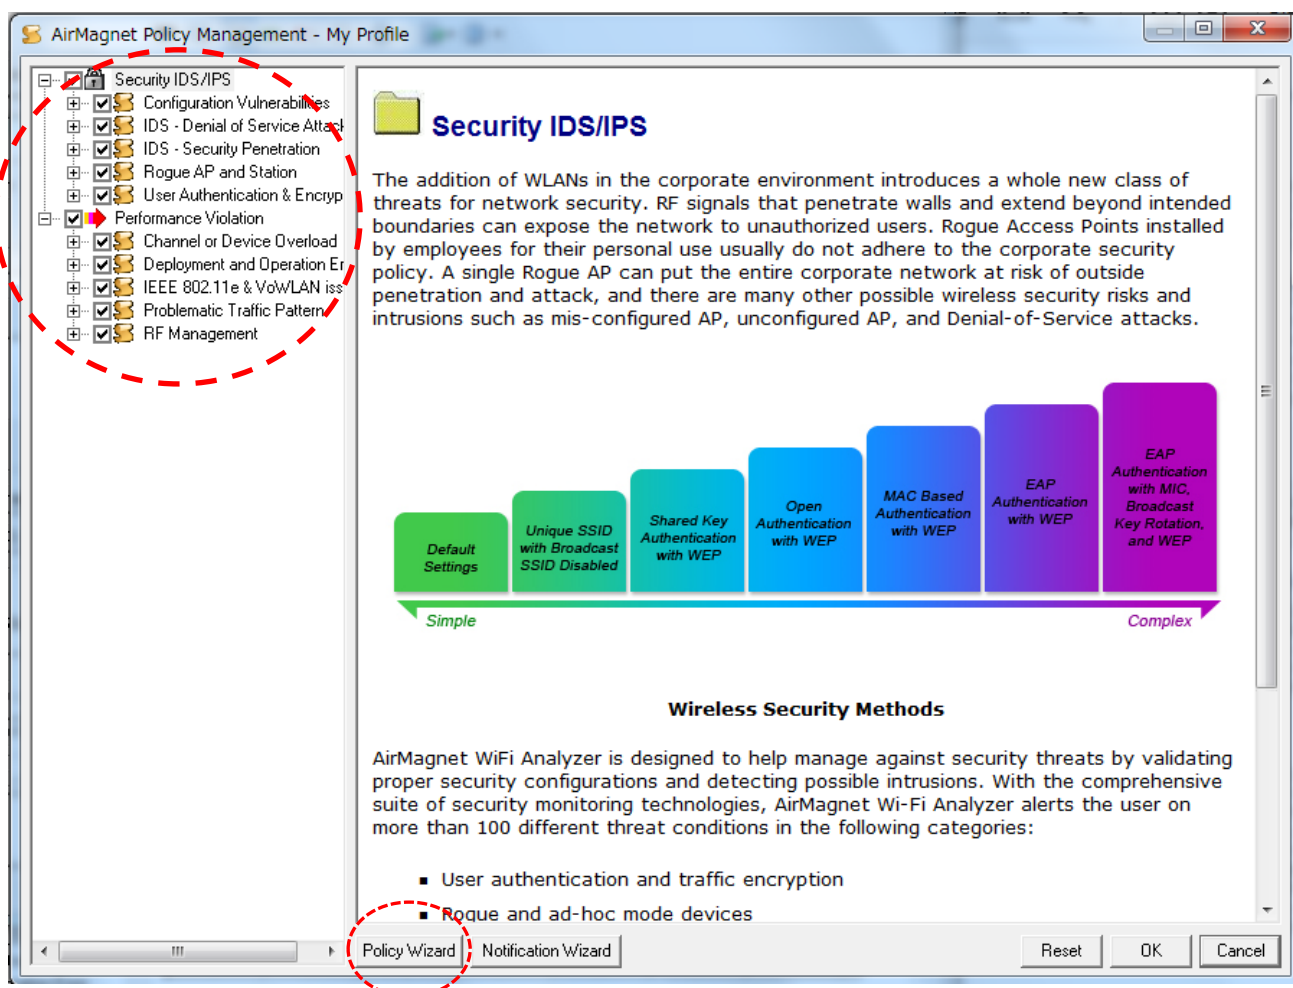 AirMagnet Policy Management - My Profile
Security IDS/IPS
Configuration Vulnerabilities
IDS - Denial of Service Attack
IDS - Security Penetration
Rogue AP and Station
User Authentication & Encryp
Performance Violation
Channel or Device Overload
Deployment and Operation Er
IEEE 802.11e & VoWLAN iss
Problematic Traffic Pattern
RF Management
Security IDS/IPS
The addition of WLANs in the corporate environment introduces a whole new class of
threats for network security. RF signals that penetrate walls and extend beyond intended
boundaries can expose the network to unauthorized users. Rogue Access Points installed
by employees for their personal use usually do not adhere to the corporate security
policy. A single Rogue AP can put the entire corporate network at risk of outside
penetration and attack, and there are many other possible wireless security risks and
intrusions such as mis-configured AP, unconfigured AP, and Denial-of-Service attacks.
Default
Settings
Unique SSID
with Broadcast
SSID Disabled
Shared Key
Authentication
with WEP
Open
Authentication
with WEP
MAC Based
Authentication
with WEP
EAP
Authentication
with WEP
EAP
Authentication
with MIC,
Broadcast
Key Rotation,
and WEP
Simple
Complex
Wireless Security Methods
AirMagnet WiFi Analyzer is designed to help manage against security threats by validating
proper security configurations and detecting possible intrusions. With the comprehensive
suite of security monitoring technologies, AirMagnet Wi-Fi Analyzer alerts the user on
more than 100 different threat conditions in the following categories:
User authentication and traffic encryption
Rogue and ad-hoc mode devices
Policy Wizard
Notification Wizard
Reset
OK
Cancel